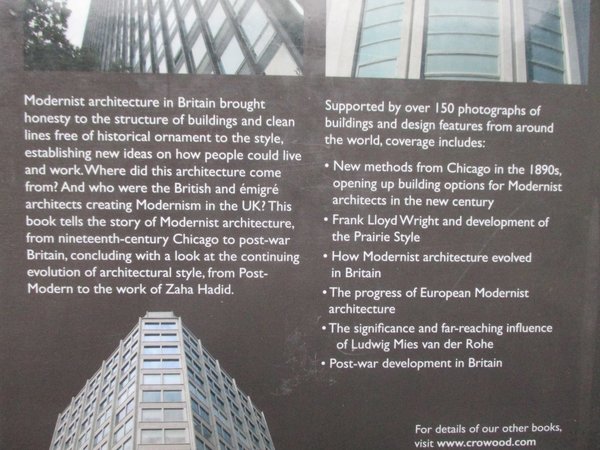 Modernist architecture in Britain brought
honesty to the structure of buildings and clean
lines free of historical ornament to the style,
establishing new ideas on how people could live
and work. Where did this architecture come
from? And who were the British and émigré
architects creating Modernism in the UK? This
book tells the story of Modernist architecture,
from nineteenth-century Chicago to post-war
Britain, concluding with a look at the continuing
evolution of architectural style, from Post-
Modern to the work of Zaha Hadid.
Supported by over 150 photographs of
buildings and design features from around
the world, coverage includes:
• New methods from Chicago in the 1890s,
opening up building options for Modernist
architects in the new century
• Frank Lloyd Wright and development of
the Prairie Style
• How Modernist architecture evolved
in Britain
• The progress of European Modernist
architecture
• The significance and far-reaching influence
of Ludwig Mies van der Rohe
• Post-war development in Britain
For details of our other books,
visit www.crowood.com